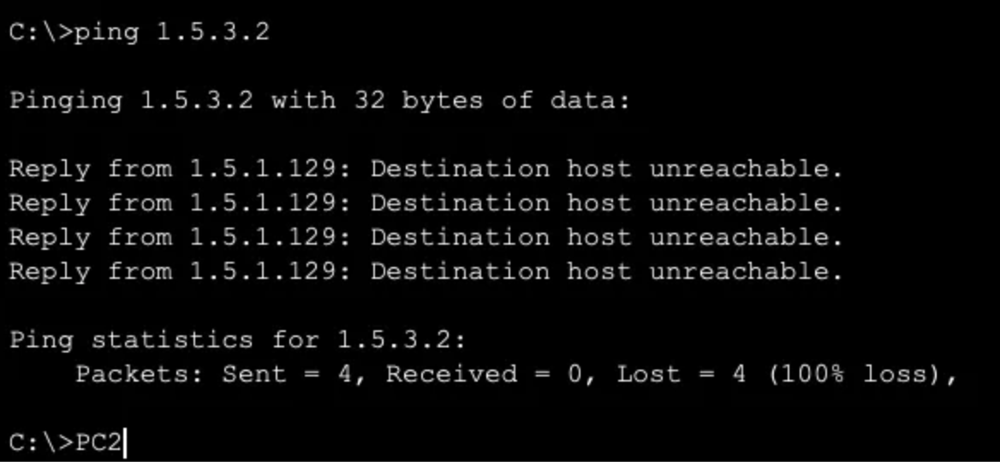 C:\>ping 1.5.3.2
Pinging 1.5.3.2 with 32 bytes of data:
Reply from 1.5.1.129: Destination host unreachable.
Reply from 1.5.1.129: Destination host unreachable.
Reply from 1.5.1.129: Destination host unreachable.
Reply from 1.5.1.129: Destination host unreachable.
Ping statistics for 1.5.3.2:
    Packets: Sent = 4, Received = 0, Lost = 4 (100% loss),
C:\>PC2